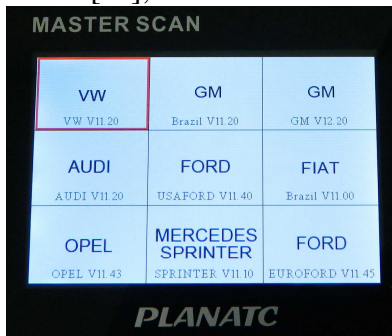 MASTER SCAN
VW GM GM
VW V11.20 Brazil V11.20 GM V12.20
AUDI FORD FIAT
AUDI V11.20 USAFORD V11.40 Brazil V11.00
OPEL MERCEDES SPRINTER FORD
OPEL V11.43 SPRINTER V11.10 EUROFORD V11.45
PLANATC